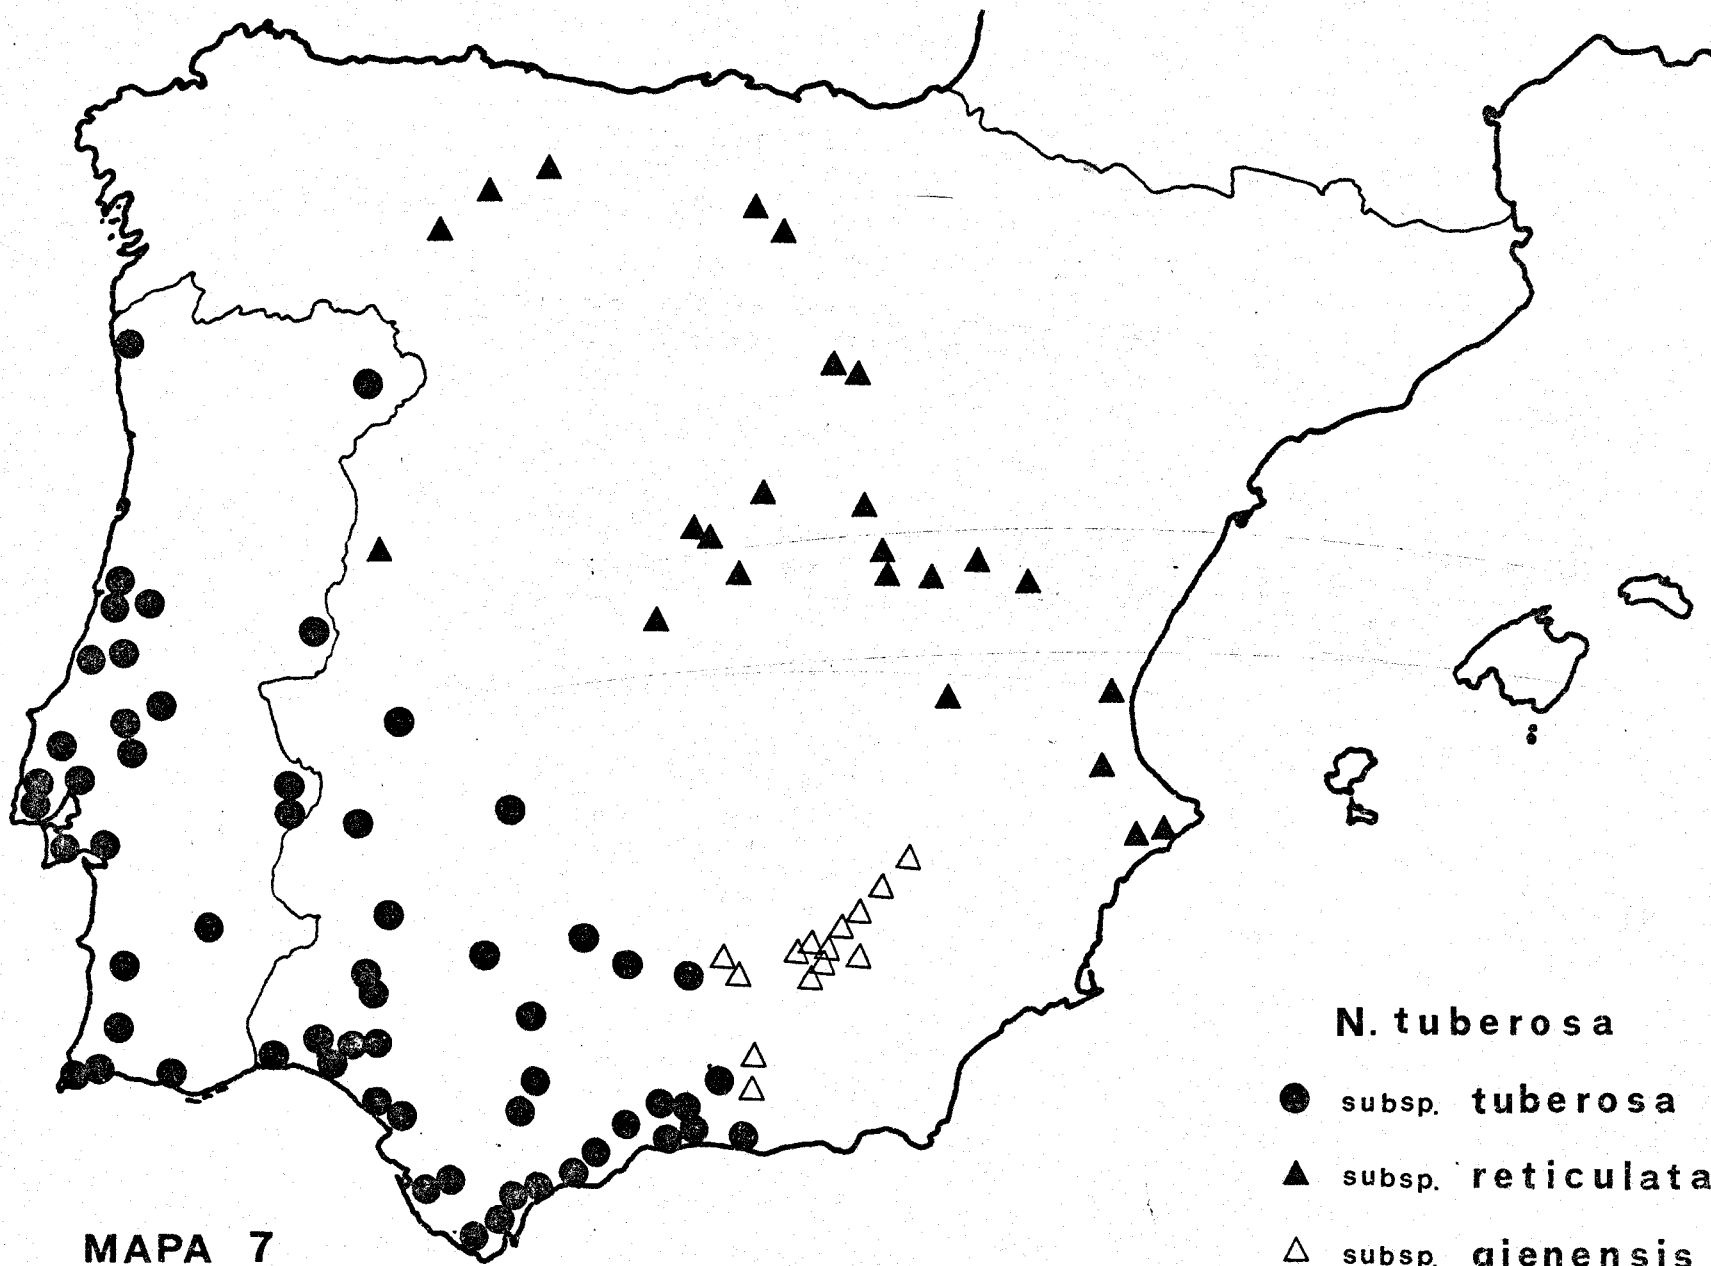 N. tuberosa
subsp. tuberosa
subsp. reticulata
subsp. gienensis
MAPA 7